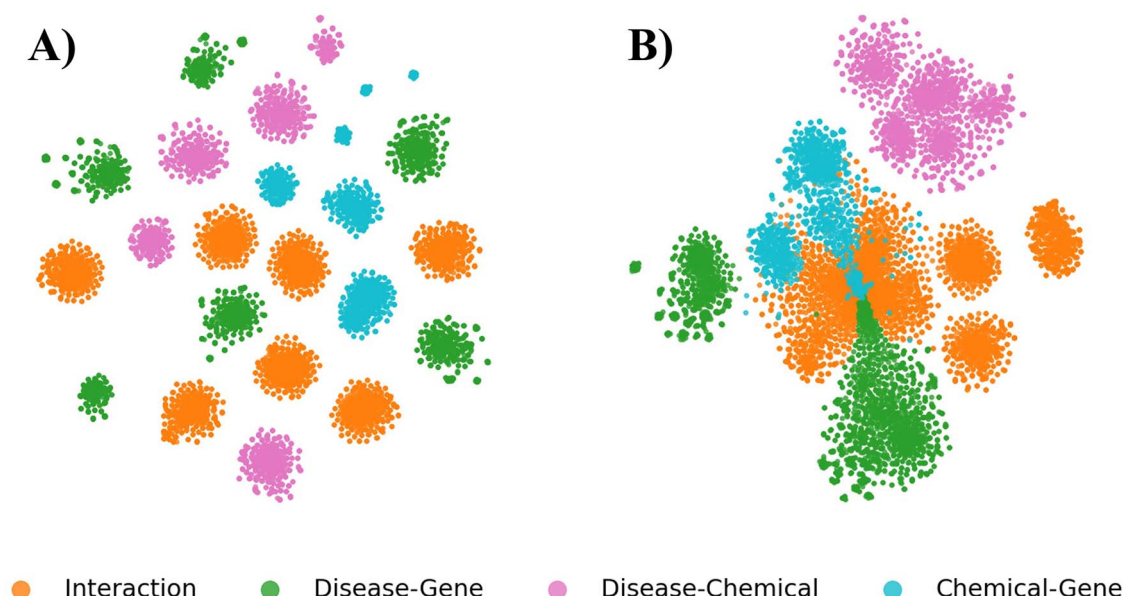 A)
B)
Interaction
Disease-Gene
Disease-Chemical
Chemical-Gene